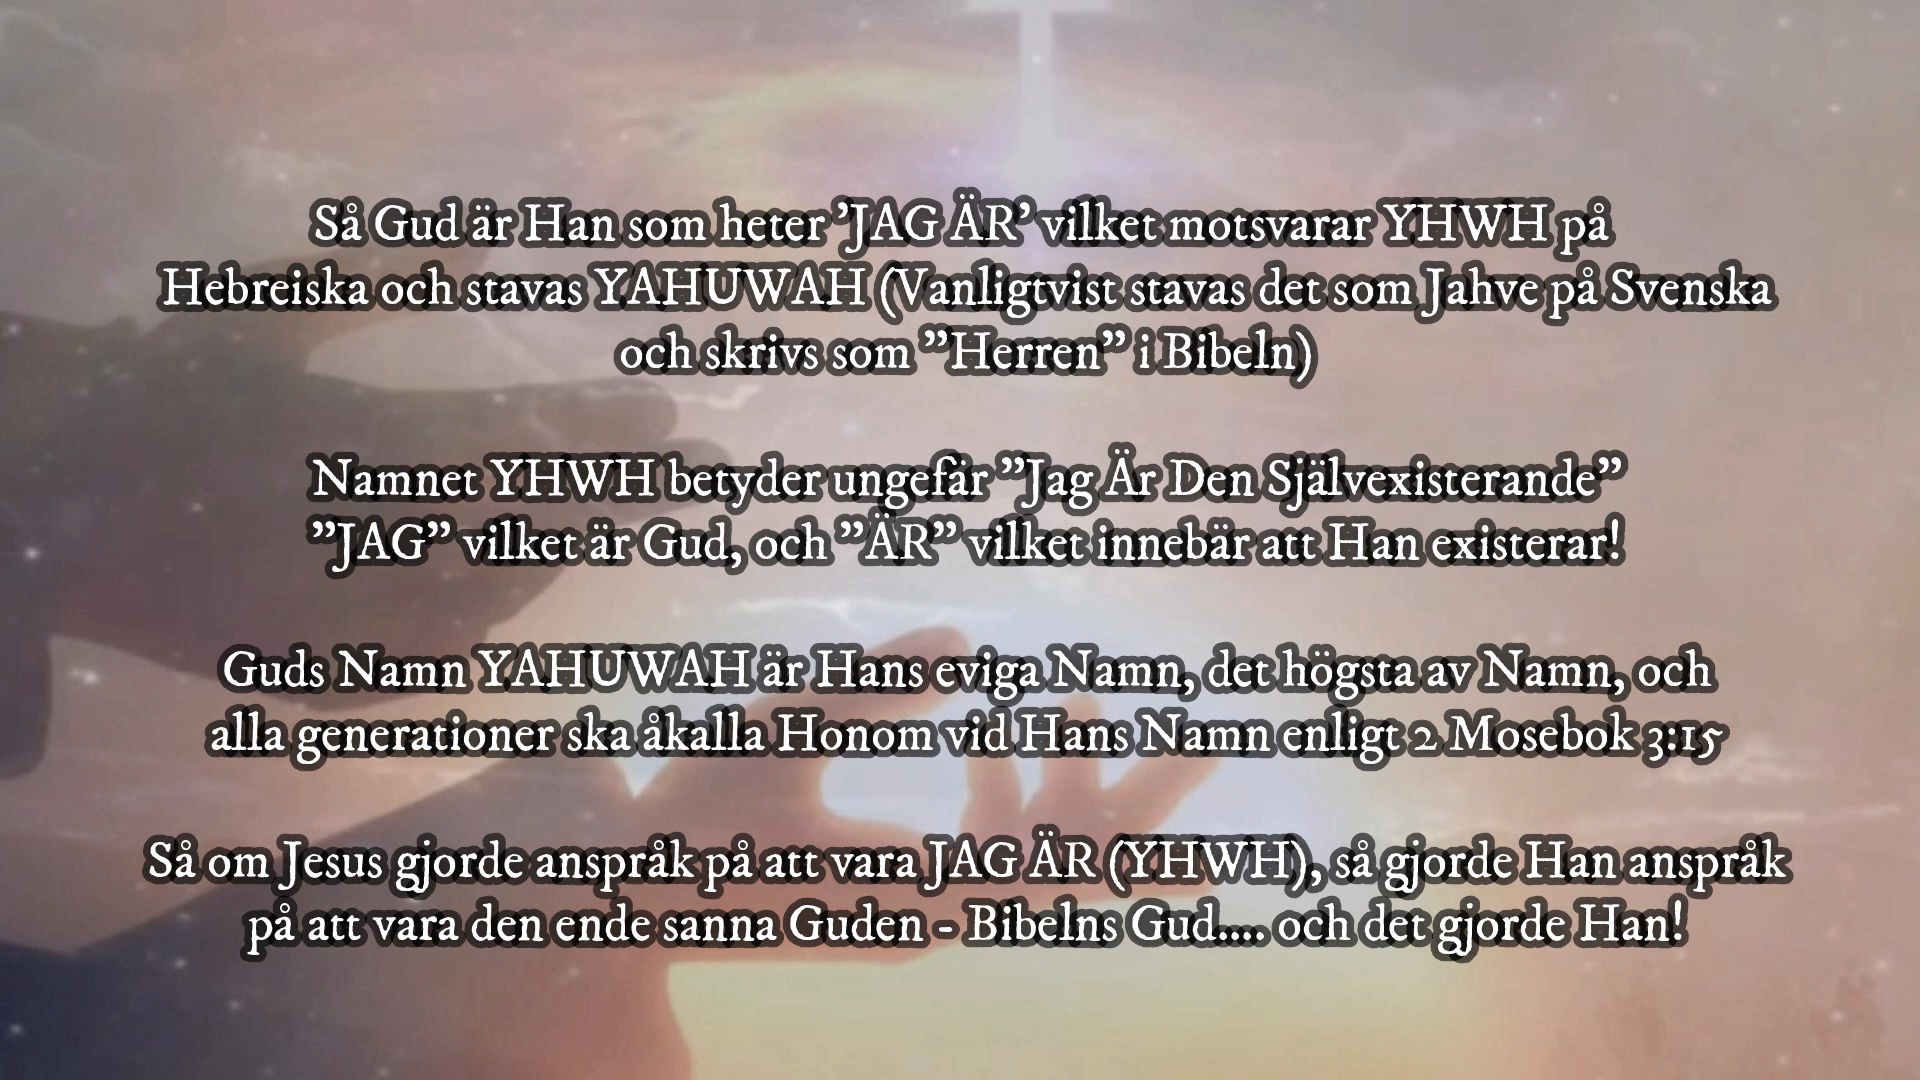 Så Gud är Han som heter 'JAG ÄR' vilket motsvarar YHWH på
Hebreiska och stavas YAHUWAH (Vanligtvist stavas det som Jahve på Svenska
och skrivs som "Herren" i Bibeln)
Namnet YHWH betyder ungefär "Jag Är Den Självexisterande"
"JAG" vilket är Gud, och "ÄR" vilket innebär att Han existerar!
Guds Namn YAHUWAH är Hans eviga Namn, det högsta av Namn, och
alla generationer ska åkalla Honom vid Hans Namn enligt 2 Mosebok 3:15
Så om Jesus gjorde anspråk på att vara JAG ÄR (YHWH), så gjorde Han anspråk
på att vara den ende sanna Guden - Bibelns Gud.... och det gjorde Han!